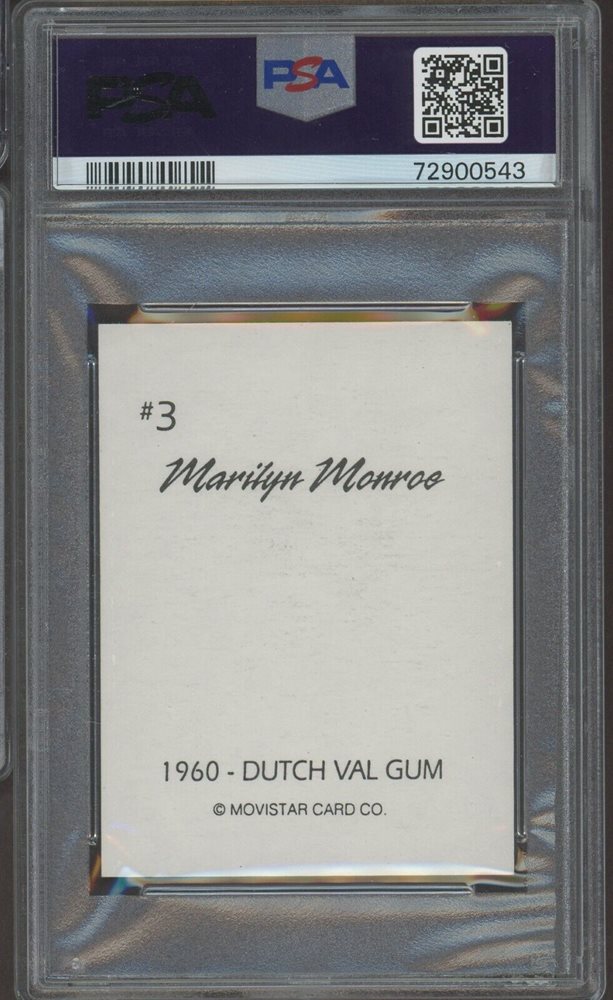 PSA
PSA
72900543
#3
Marilyn Monroe
1960 - DUTCH VAL GUM
© MOVISTAR CARD CO.